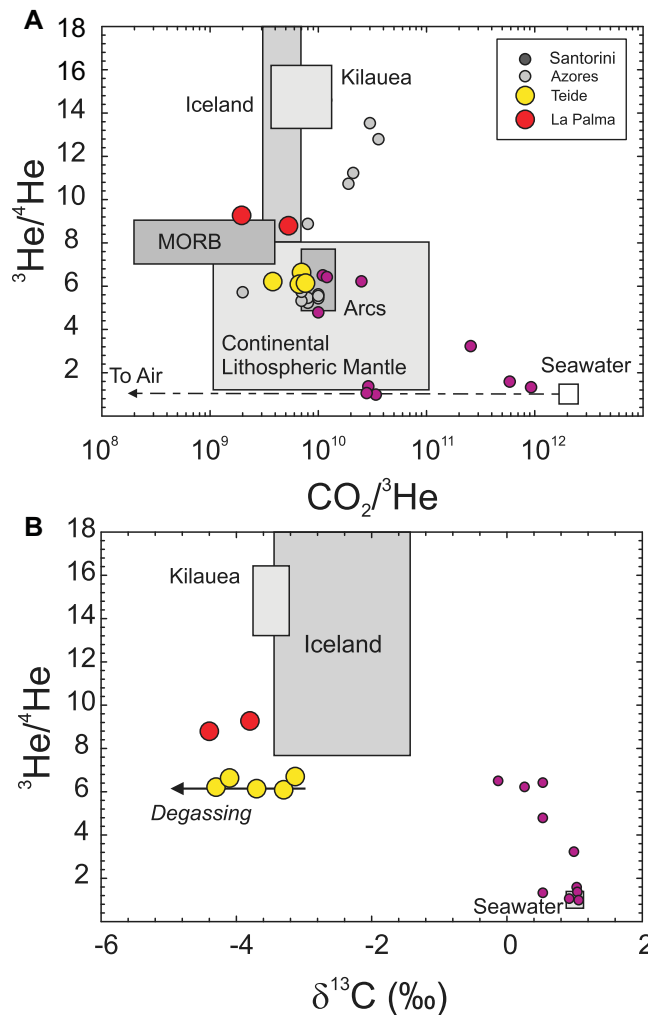 A
18
16
14
12
10
8
6
4
2
³He/⁴He
Iceland
Kilauea
Santorini
Azores
Teide
La Palma
MORB
Arcs
Continental
Lithospheric Mantle
To Air
Seawater
10⁸
10⁹
10¹⁰
10¹¹
10¹²
CO₂/³He
B
18
16
14
12
10
8
6
4
2
³He/⁴He
Kilauea
Iceland
Degassing
Seawater
-6
-4
-2
0
2
δ¹³C (‰)